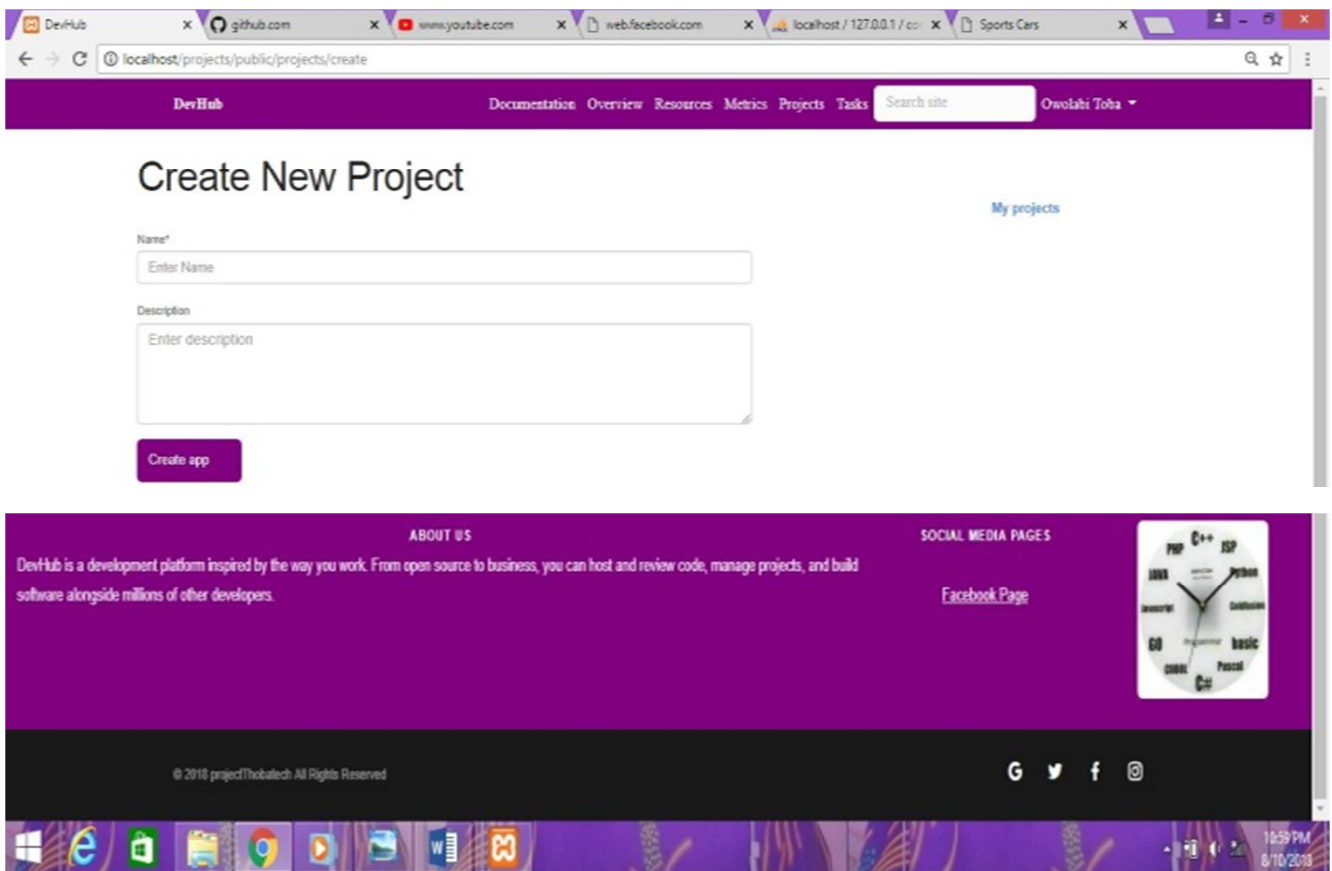 DevHub
github.com
www.youtube.com
web.facebook.com
localhost / 127.0.0.1 / co
Sports Cars
localhost/projects/public/projects/create
DevHub Documentation Overview Resources Metrics Projects Tasks Search site Owolabi Toba
Create New Project
My projects
Name*
Enter Name
Description
Enter description
Create app
ABOUT US
DevHub is a development platform inspired by the way you work. From open source to business, you can host and review code, manage projects, and build
software alongside millions of other developers.
SOCIAL MEDIA PAGES
Facebook Page
C++
PHP
JSP
JAVA
Python
Javascript
Coldfusion
GO
basic
COBOL
Pascal
C#
© 2018 projectThobatech All Rights Reserved
10:59 PM
8/10/2018